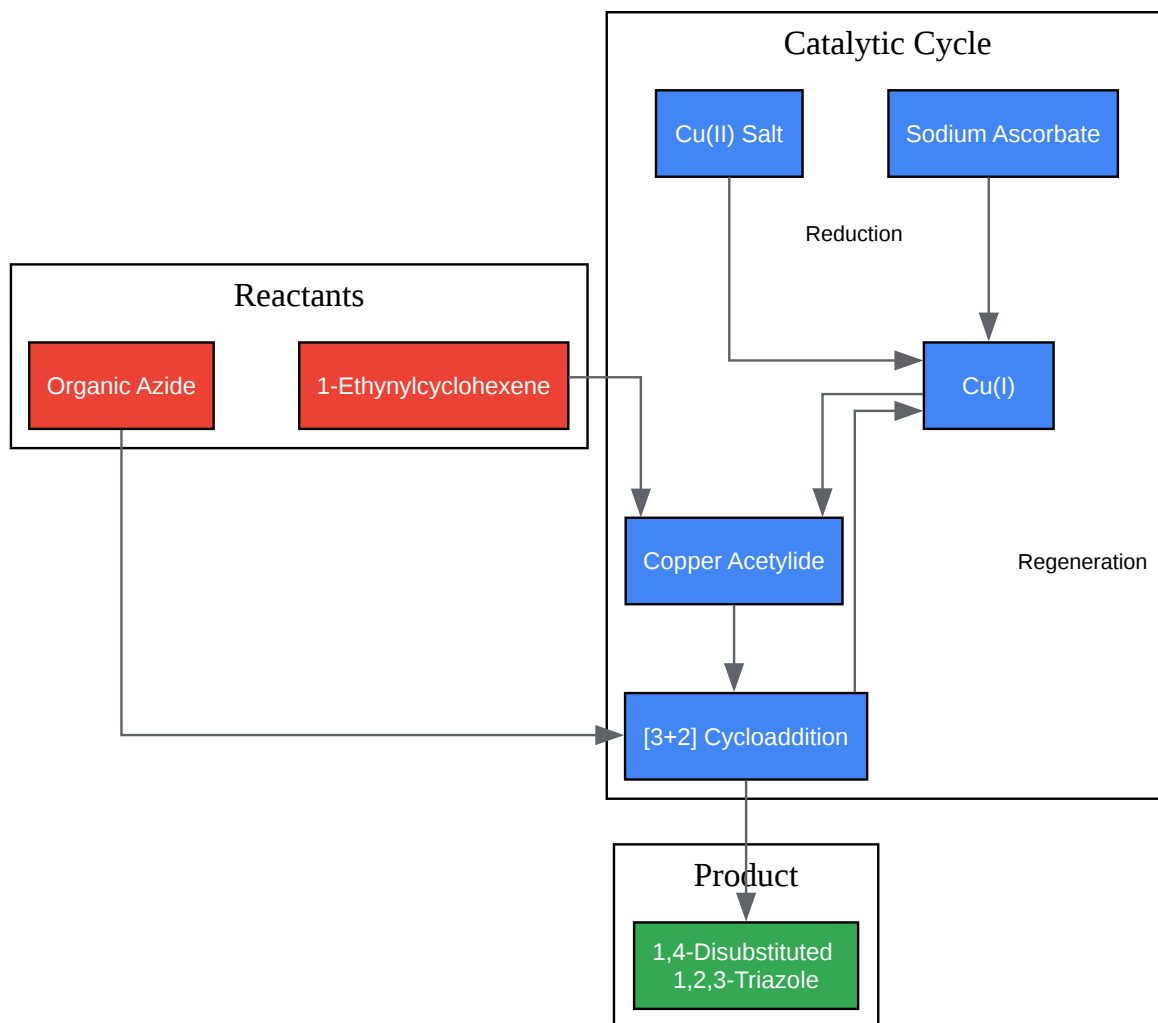 Catalytic Cycle
Cu(II) Salt
Sodium Ascorbate
Reduction
Reactants
Organic Azide
1-Ethynylcyclohexene
Cu(I)
Copper Acetylide
Regeneration
[3+2] Cycloaddition
Product
1,4-Disubstituted
1,2,3-Triazole